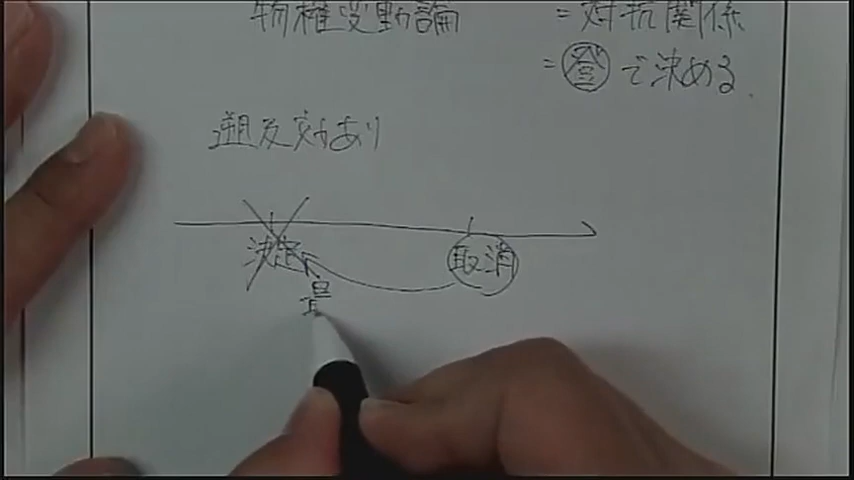 物権変動論
=対抗関係
=登で決める
遡及効あり
決定
取消
最